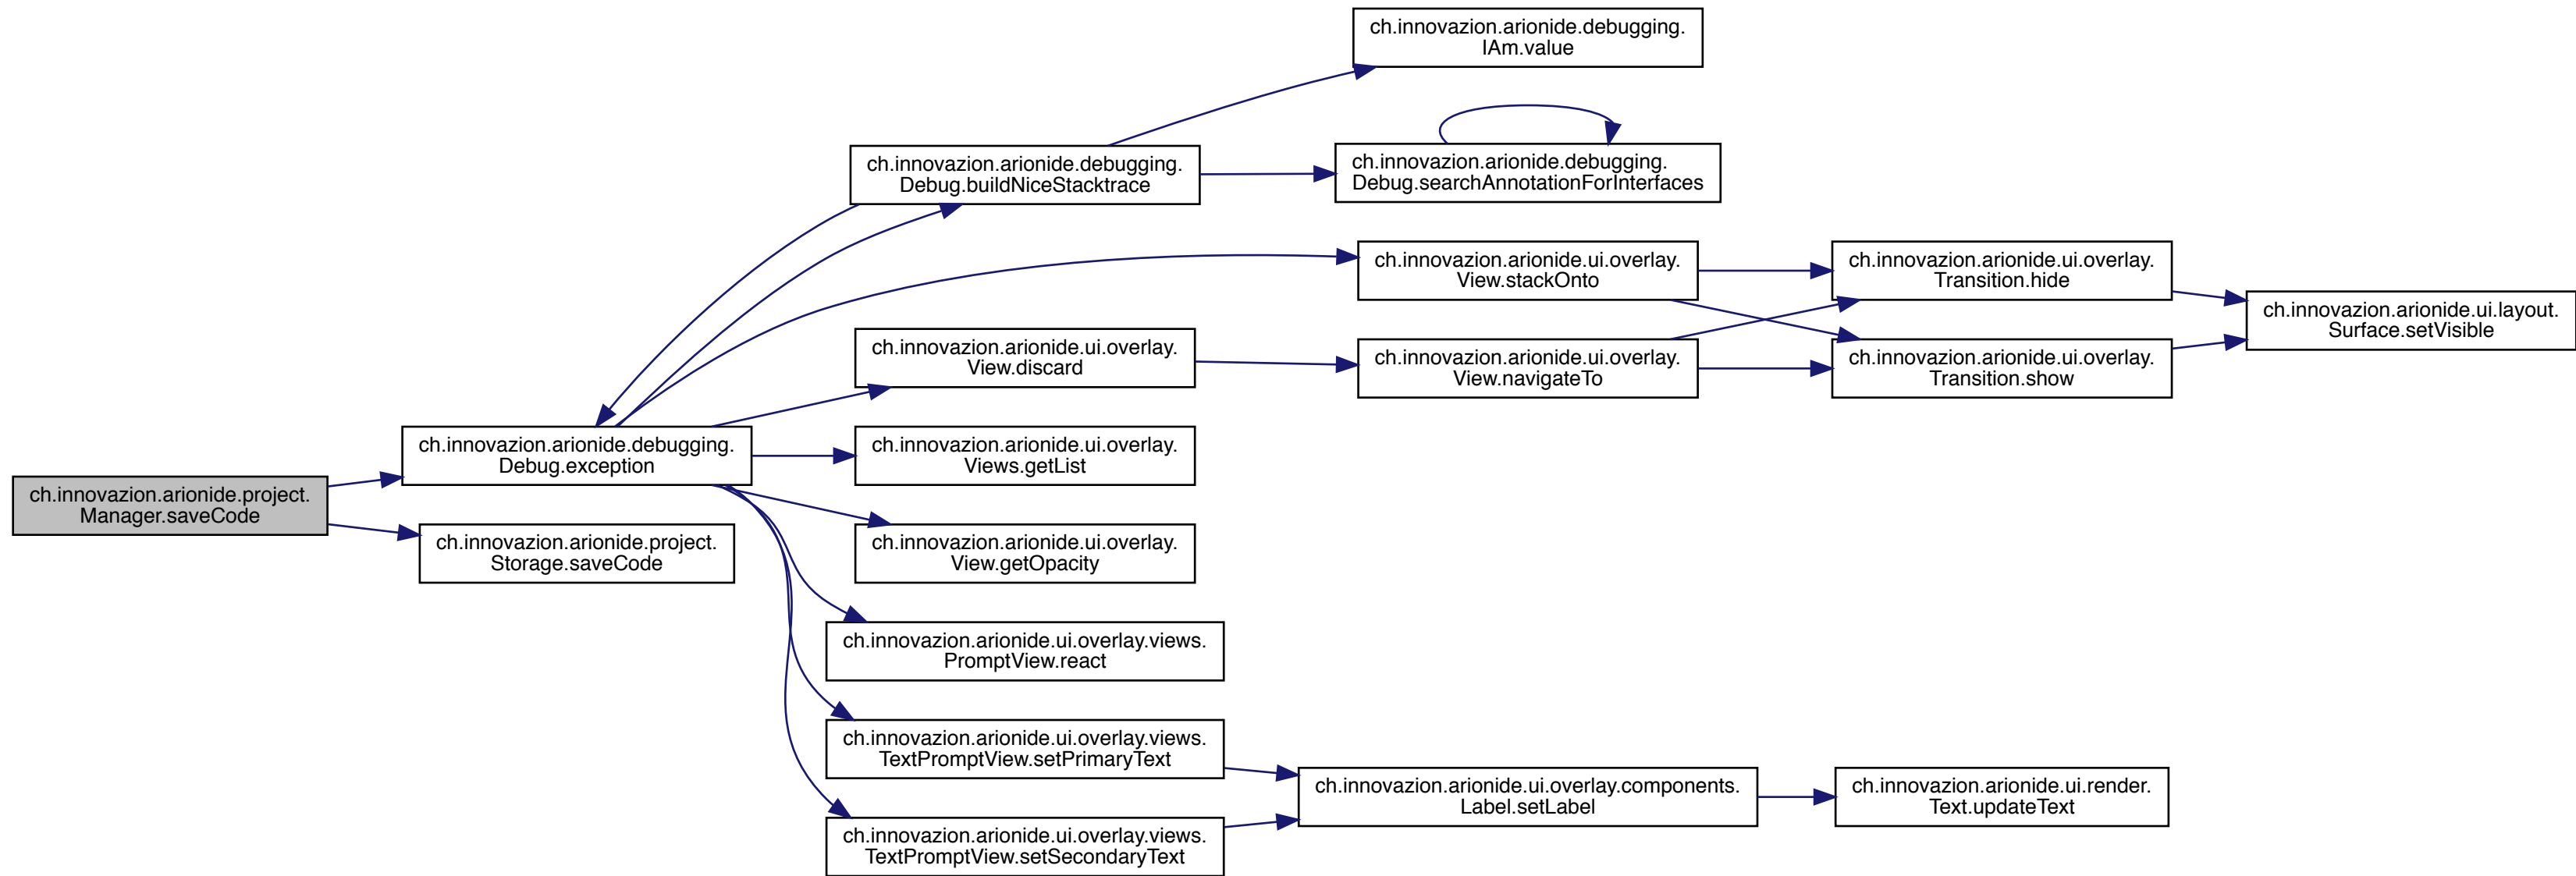 ch.innovazion.arionide.project.
Manager.saveCode
ch.innovazion.arionide.debugging.
Debug.exception
ch.innovazion.arionide.project.
Storage.saveCode
ch.innovazion.arionide.debugging.
Debug.buildNiceStacktrace
ch.innovazion.arionide.ui.overlay.
View.discard
ch.innovazion.arionide.ui.overlay.
Views.getList
ch.innovazion.arionide.ui.overlay.
View.getOpacity
ch.innovazion.arionide.ui.overlay.views.
PromptView.react
ch.innovazion.arionide.ui.overlay.views.
TextPromptView.setPrimaryText
ch.innovazion.arionide.ui.overlay.views.
TextPromptView.setSecondaryText
ch.innovazion.arionide.debugging.
IAm.value
ch.innovazion.arionide.debugging.
Debug.searchAnnotationForInterfaces
ch.innovazion.arionide.ui.overlay.
View.stackOnto
ch.innovazion.arionide.ui.overlay.
View.navigateTo
ch.innovazion.arionide.ui.overlay.components.
Label.setLabel
ch.innovazion.arionide.ui.overlay.
Transition.hide
ch.innovazion.arionide.ui.overlay.
Transition.show
ch.innovazion.arionide.ui.render.
Text.updateText
ch.innovazion.arionide.ui.layout.
Surface.setVisible